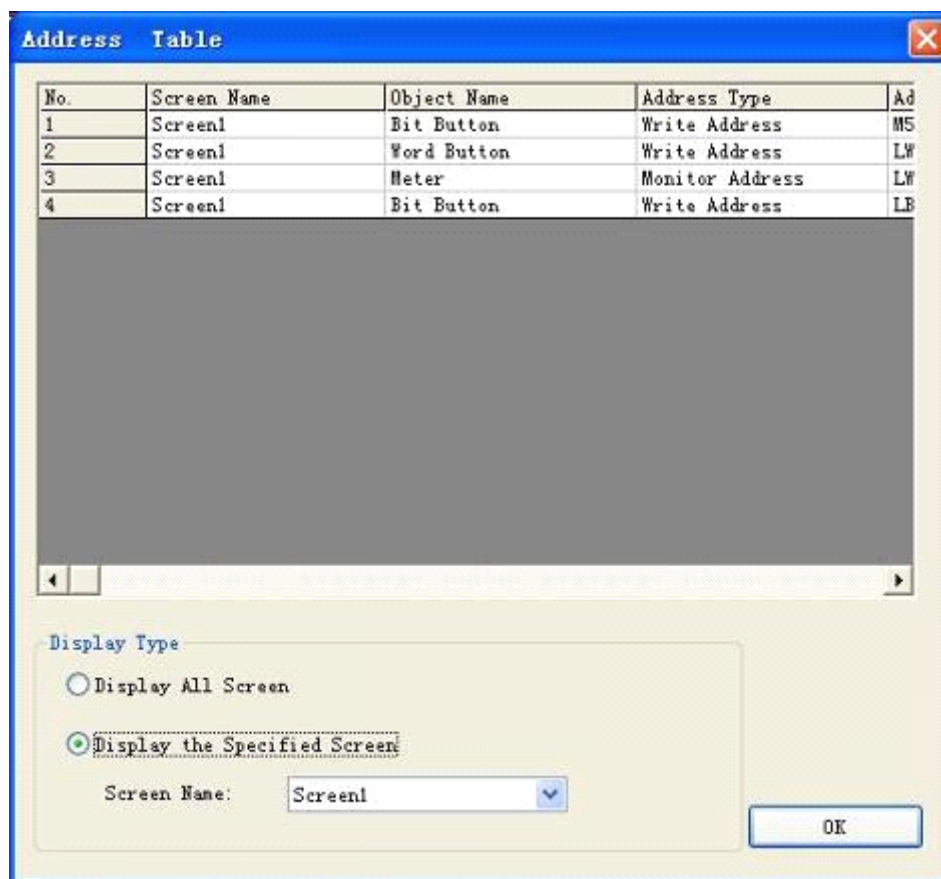 Address Table
No. Screen Name Object Name Address Type Ad
1 Screen1 Bit Button Write Address M5
2 Screen1 Word Button Write Address LW
3 Screen1 Meter Monitor Address LW
4 Screen1 Bit Button Write Address LB
Display Type
Display All Screen
Display the Specified Screen
Screen Name: Screen1
OK